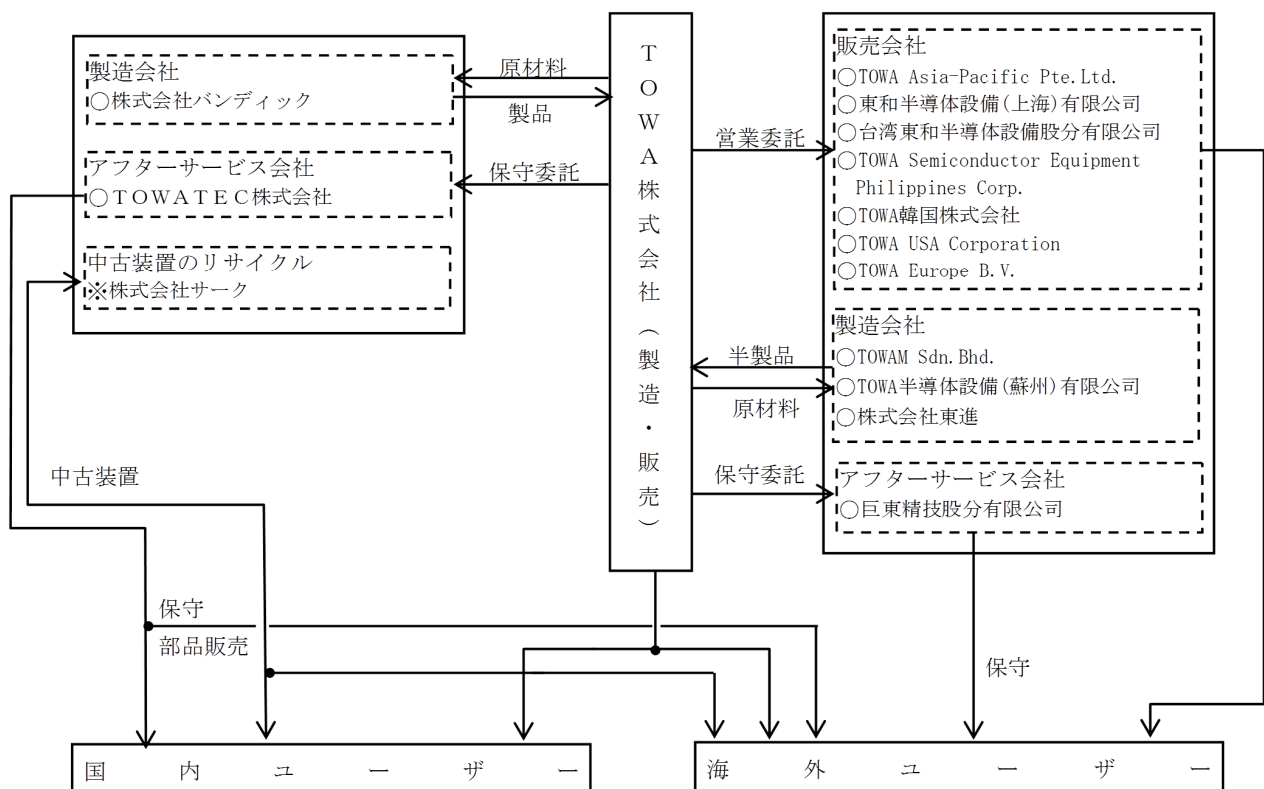 製造会社
○株式会社バンディック
アフターサービス会社
○ＴＯＷＡＴＥＣ株式会社
中古装置のリサイクル
※株式会社サーク
原材料
製品
保守委託
ＴＯＷＡ株式会社（製造・販売）
営業委託
半製品
原材料
保守委託
販売会社
○TOWA Asia-Pacific Pte.Ltd.
○東和半導体設備(上海)有限公司
○台湾東和半導体設備股分有限公司
○TOWA Semiconductor Equipment
Philippines Corp.
○TOWA韓国株式会社
○TOWA USA Corporation
○TOWA Europe B.V.
製造会社
○TOWAM Sdn.Bhd.
○TOWA半導体設備(蘇州)有限公司
○株式会社東進
アフターサービス会社
○巨東精技股分有限公司
中古装置
保守
部品販売
保守
国内ユーザー
海外ユーザー